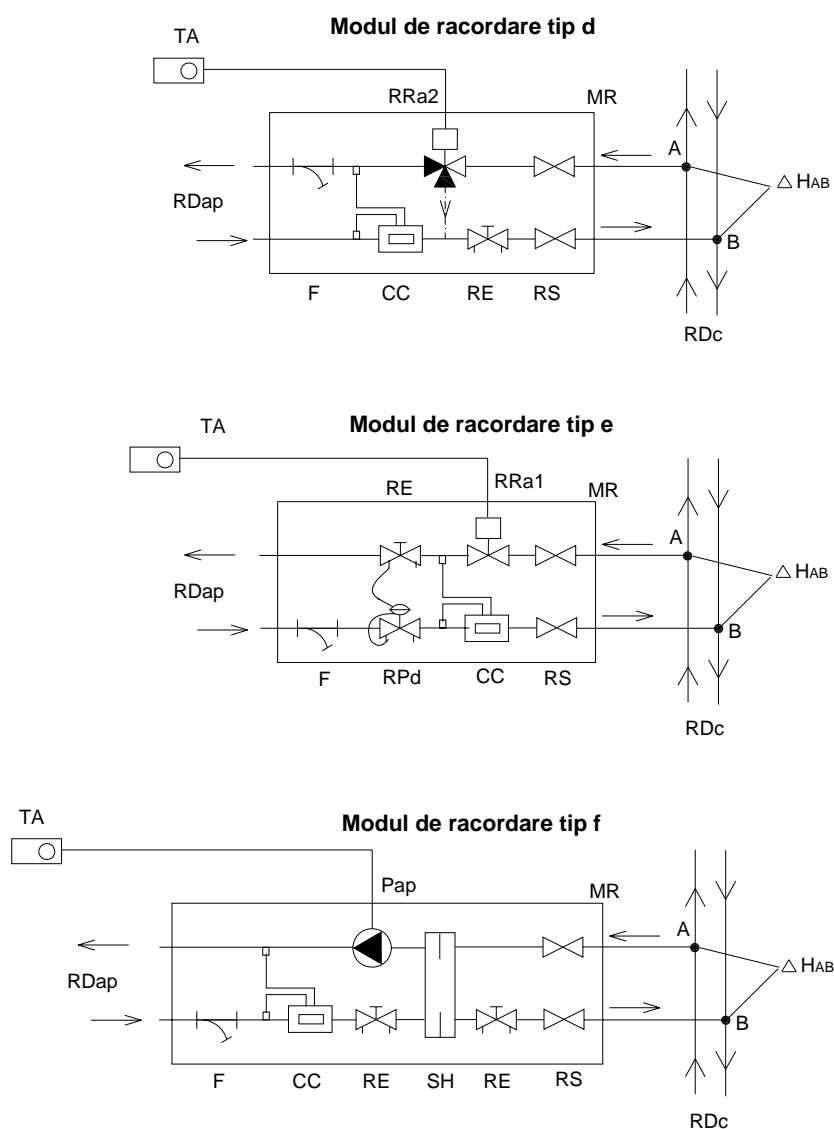 Modul de racordare tip d
TA
RRa2
MR
A
△ HAB
RDap
B
F CC RE RS
RDc
Modul de racordare tip e
TA
RE
RRa1
MR
A
△ HAB
RDap
B
F RPd CC RS
RDc
TA
Modul de racordare tip f
Pap
MR
A
△ HAB
RDap
B
F CC RE SH RE RS
RDc